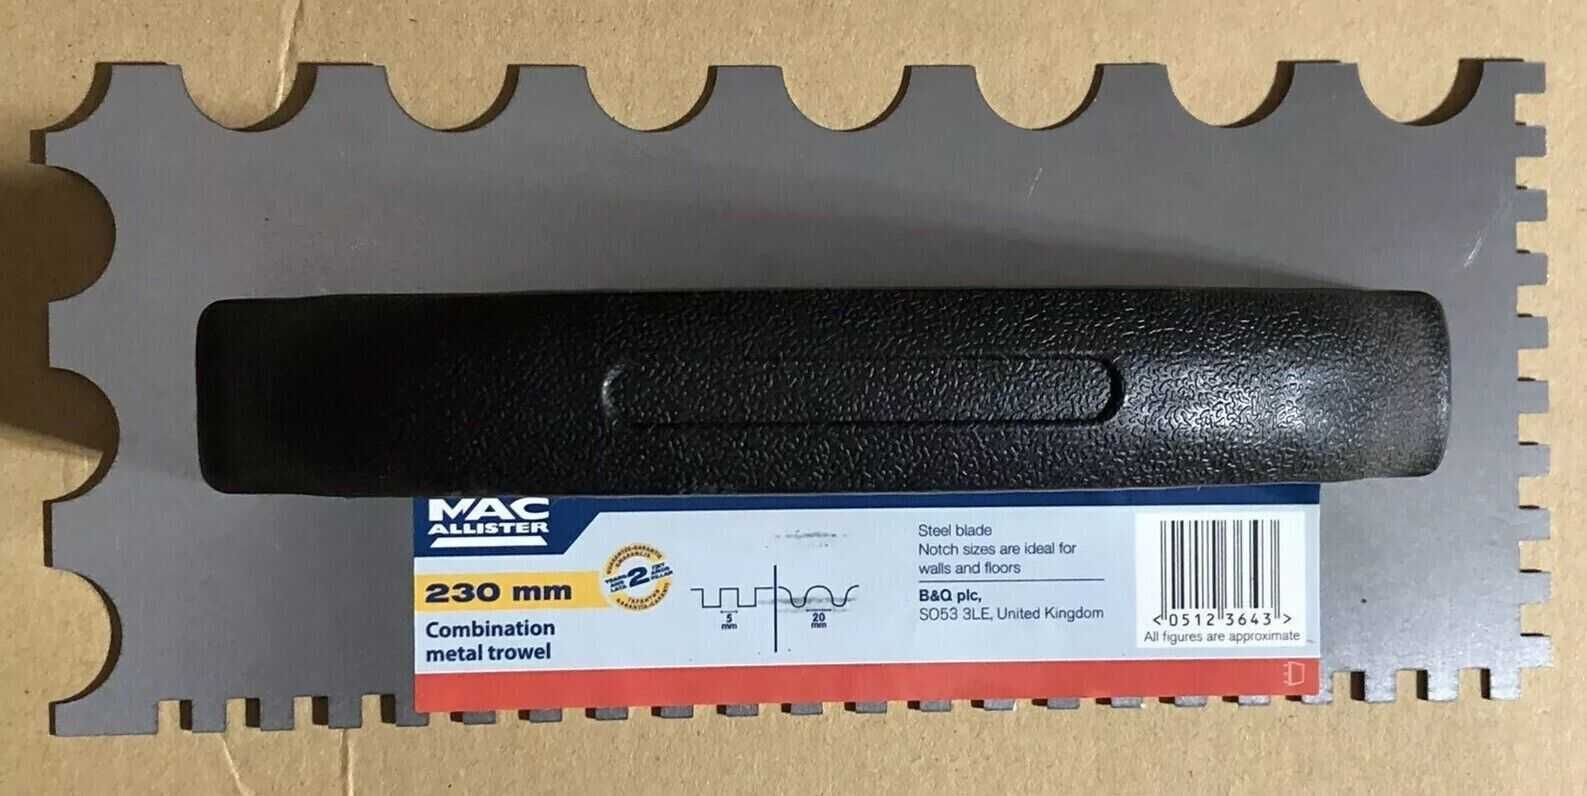 MAC
ALLISTER
230 mm
Combination
metal trowel
2
5
mm
20
mm
Steel blade
Notch sizes are ideal for
walls and floors
B&Q plc,
SO53 3LE, United Kingdom
<0512 3643>
All figures are approximate